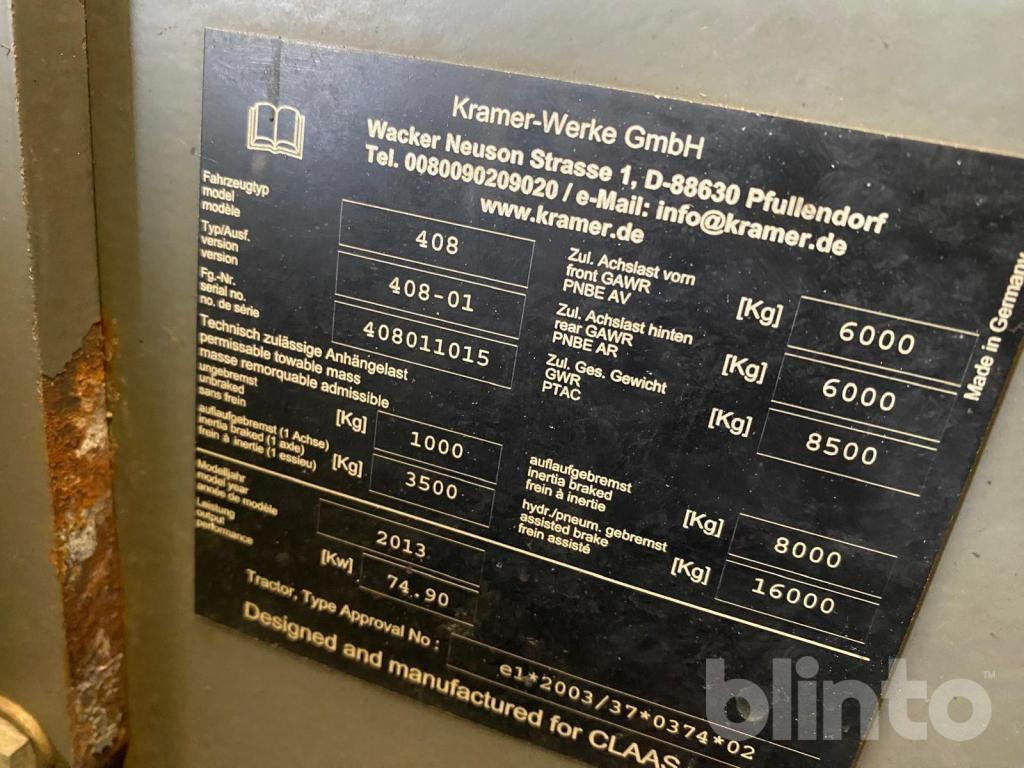 Kramer-Werke GmbH
Wacker Neuson Strasse 1, D-88630 Pfullendorf
Tel. 0080090209020 / e-Mail: info@kramer.de
www.kramer.de
Fahrzeugtyp
model
modèle
408
Typ/Ausf.
version
version
408-01
Fg.-Nr.
serial no.
no. de série
408011015
Technisch zulässige Anhängelast
permissable towable mass
masse remorquable admissible
ungebremst
unbraked
sans frein
[Kg] 1000
auflaufgebremst (1 Achse)
inertia braked (1 axle)
frein à inertie (1 essieu)
[Kg] 3500
Modelljahr
model year
année de modèle
2013
Leistung
output
performance
[Kw] 74.90
Zul. Achslast vorn
front GAWR
PNBE AV
[Kg] 6000
Zul. Achslast hinten
rear GAWR
PNBE AR
[Kg] 6000
Zul. Ges. Gewicht
GWR
PTAC
[Kg] 8500
auflaufgebremst
inertia braked
frein à inertie
[Kg] 8000
hydr./pneum. gebremst
assisted brake
frein assisté
[Kg] 16000
Made in Germany
Tractor, Type Approval No : e1*2003/37*0374*02
Designed and manufactured for CLAAS
blinto™